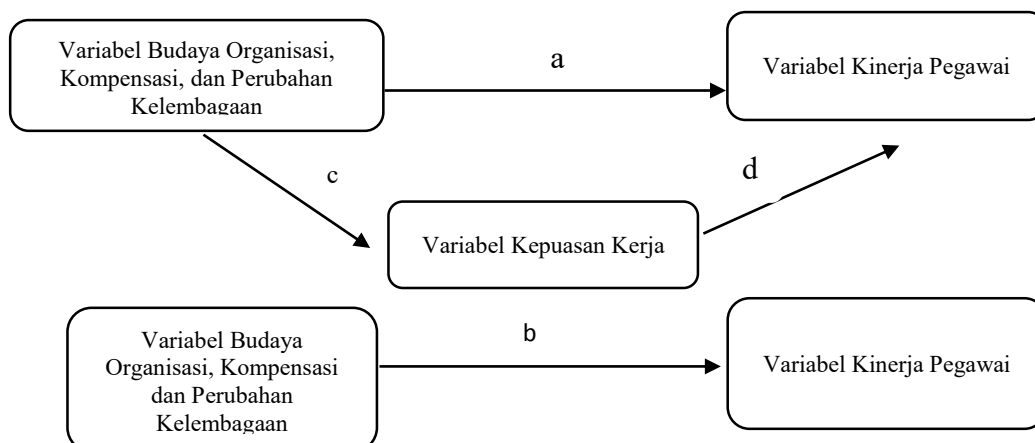 Variabel Budaya Organisasi,
Kompensasi, dan Perubahan
Kelembagaan
a
Variabel Kinerja Pegawai
c
d
Variabel Kepuasan Kerja
Variabel Budaya
Organisasi, Kompensasi
dan Perubahan
Kelembagaan
b
Variabel Kinerja Pegawai